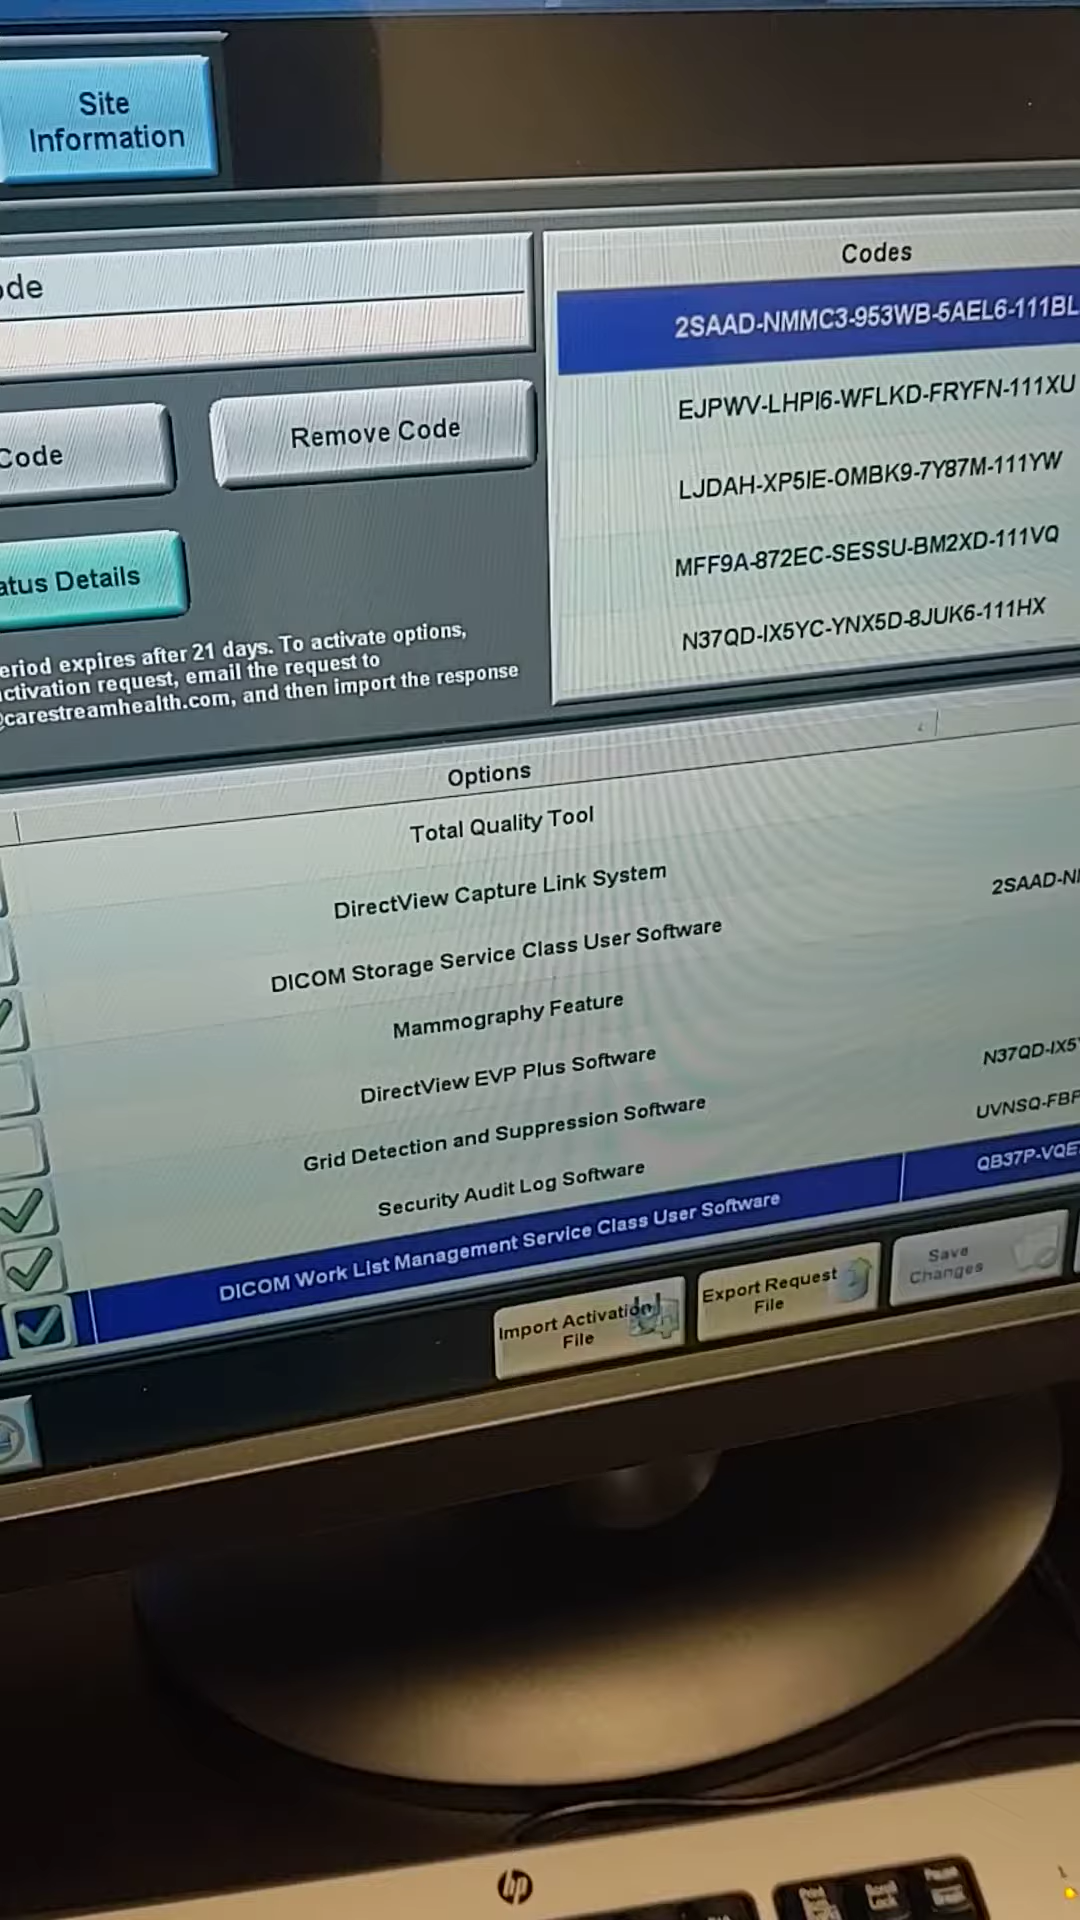 Site
Information
ode
Code
Remove Code
atus Details
eriod expires after 21 days. To activate options,
ctivation request, email the request to
@carestreamhealth.com, and then import the response
Codes
2SAAD-NMMC3-953WB-5AEL6-111BL
EJPWV-LHPI6-WFLKD-FRYFN-111XU
LJDAH-XP5IE-OMBK9-7Y87M-111YW
MFF9A-872EC-SESSU-BM2XD-111VQ
N37QD-IX5YC-YNX5D-8JUK6-111HX
Options
Total Quality Tool
DirectView Capture Link System
DICOM Storage Service Class User Software 2SAAD-N
Mammography Feature
DirectView EVP Plus Software
Grid Detection and Suppression Software N37QD-IX5
Security Audit Log Software UVNSQ-FBF
DICOM Work List Management Service Class User Software QB37P-VQE
Import Activation
File
Export Request
File
Save
Changes
hp
Pause
Break